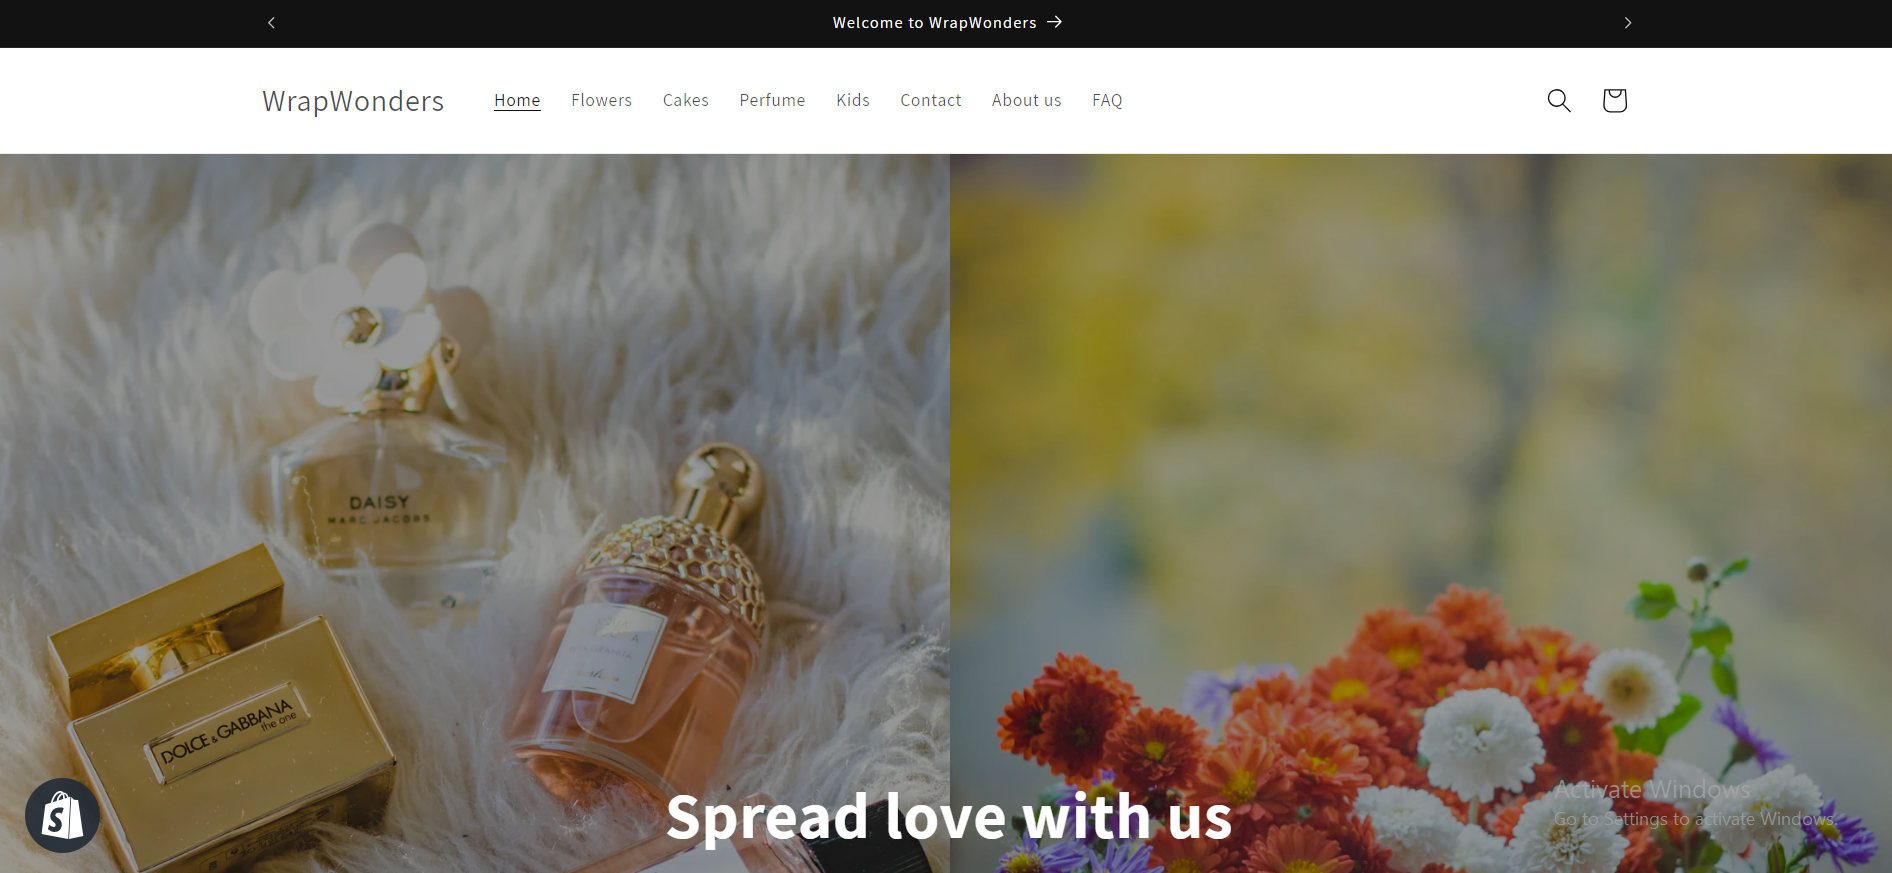 Welcome to WrapWonders →
WrapWonders
Home Flowers Cakes Perfume Kids Contact About us FAQ
DAISY
MARC JACOBS
DOLCE & GABBANA
the one
Spread love with us
Activate Windows
Go to Settings to activate Windows.